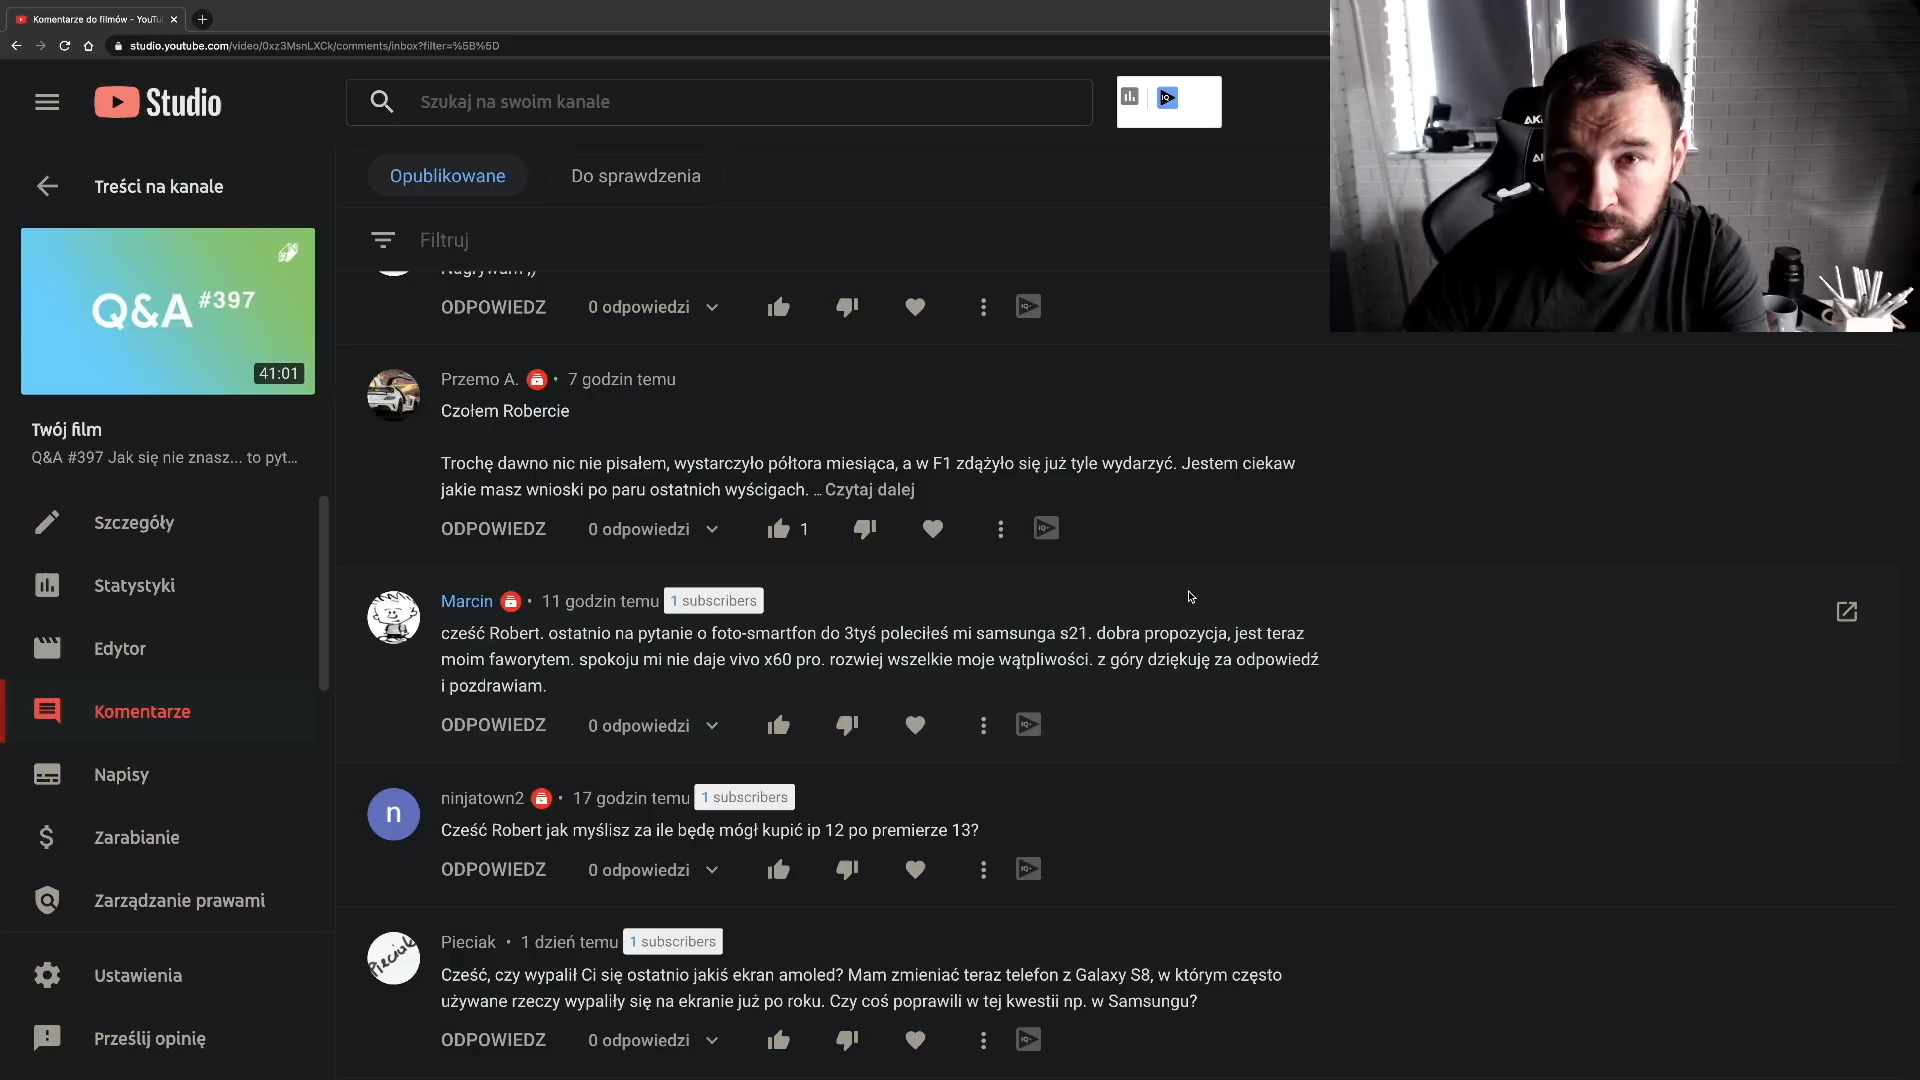 Komentarze do filmów - YouTu
studio.youtube.com/video/0xz3MsnLXCk/comments/inbox?filter=%5B%5D
Studio
Szukaj na swoim kanale
IQ
Treści na kanale
Opublikowane
Do sprawdzenia
Filtruj
Q&A #397
41:01
Twój film
Q&A #397 Jak się nie znasz... to pyt...
Szczegóły
Statystyki
Edytor
Komentarze
Napisy
Zarabianie
Zarządzanie prawami
Ustawienia
Prześlij opinię
Nagrywam ;)
ODPOWIEDZ 0 odpowiedzi
Przemo A. • 7 godzin temu
Czołem Robercie
Trochę dawno nic nie pisałem, wystarczyło półtora miesiąca, a w F1 zdążyło się już tyle wydarzyć. Jestem ciekaw
jakie masz wnioski po paru ostatnich wyścigach. ... Czytaj dalej
ODPOWIEDZ 0 odpowiedzi 1
Marcin • 11 godzin temu 1 subscribers
cześć Robert. ostatnio na pytanie o foto-smartfon do 3tyś poleciłeś mi samsunga s21. dobra propozycja, jest teraz
moim faworytem. spokoju mi nie daje vivo x60 pro. rozwiej wszelkie moje wątpliwości. z góry dziękuję za odpowiedź
i pozdrawiam.
ODPOWIEDZ 0 odpowiedzi
n
ninjatown2 • 17 godzin temu 1 subscribers
Cześć Robert jak myślisz za ile będę mógł kupić ip 12 po premierze 13?
ODPOWIEDZ 0 odpowiedzi
Pieciak
Pieciak • 1 dzień temu 1 subscribers
Cześć, czy wypalił Ci się ostatnio jakiś ekran amoled? Mam zmieniać teraz telefon z Galaxy S8, w którym często
używane rzeczy wypaliły się na ekranie już po roku. Czy coś poprawili w tej kwestii np. w Samsungu?
ODPOWIEDZ 0 odpowiedzi